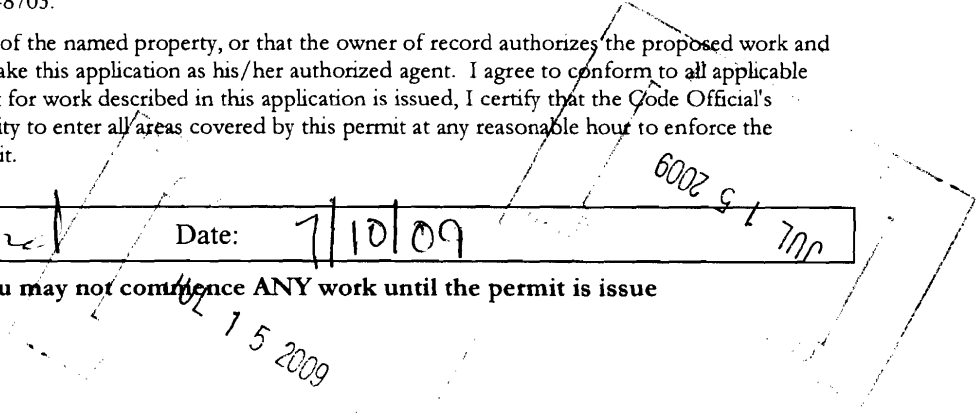 8703.
of the named property, or that the owner of record authorizes the proposed work and
ake this application as his/her authorized agent. I agree to conform to all applicable
for work described in this application is issued, I certify that the Code Official's
ity to enter all areas covered by this permit at any reasonable hour to enforce the
it.
Date: 7/10/09
JUL 15 2009
u may not commence ANY work until the permit is issue
JUL 15 2009